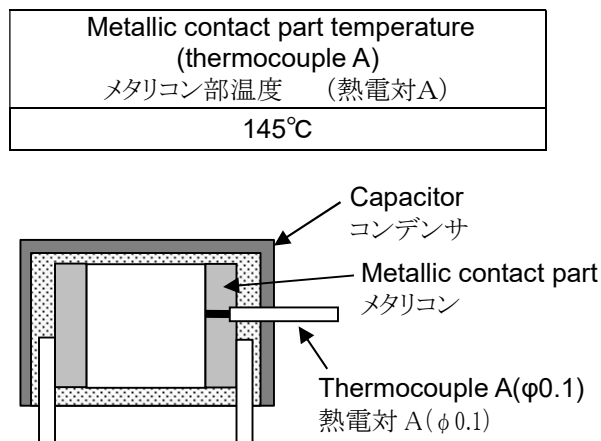 Metallic contact part temperature
(thermocouple A)
メタリコン部温度　（熱電対A）
145℃
Capacitor
コンデンサ
Metallic contact part
メタリコン
Thermocouple A(φ0.1)
熱電対 A（φ0.1）